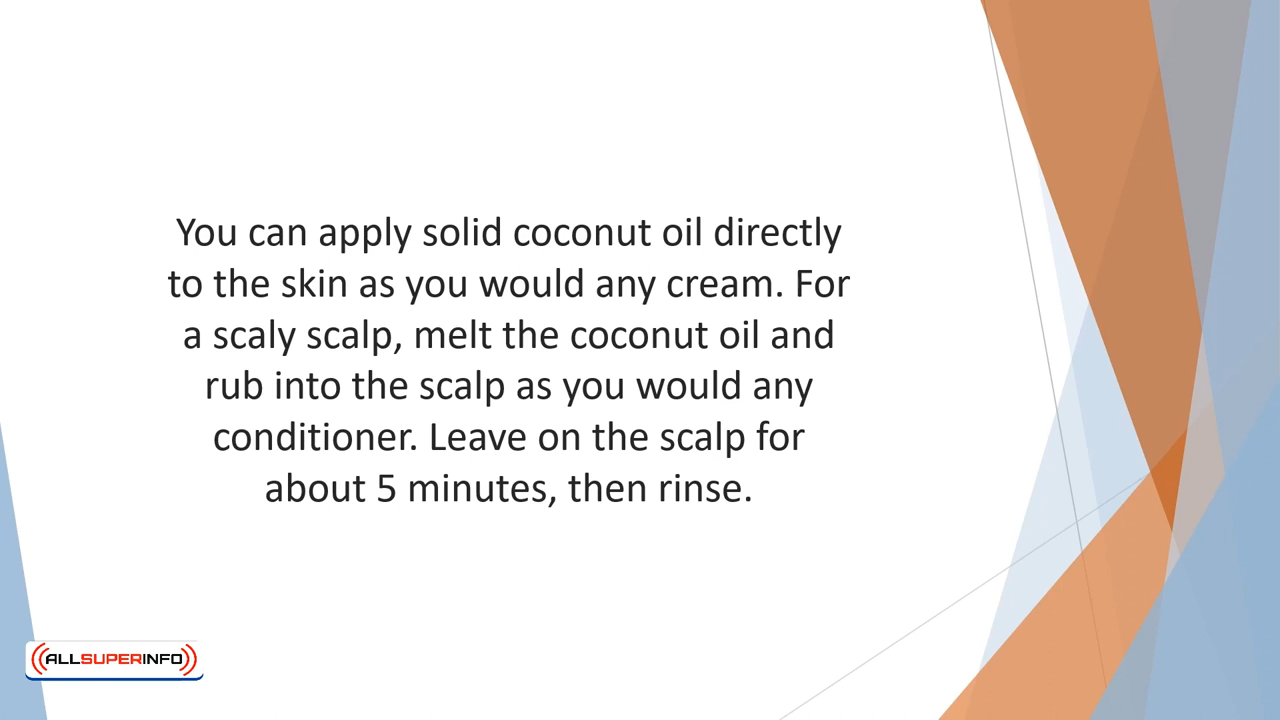 You can apply solid coconut oil directly
to the skin as you would any cream. For
a scaly scalp, melt the coconut oil and
rub into the scalp as you would any
conditioner. Leave on the scalp for
about 5 minutes, then rinse.
ALLSUPERINFO